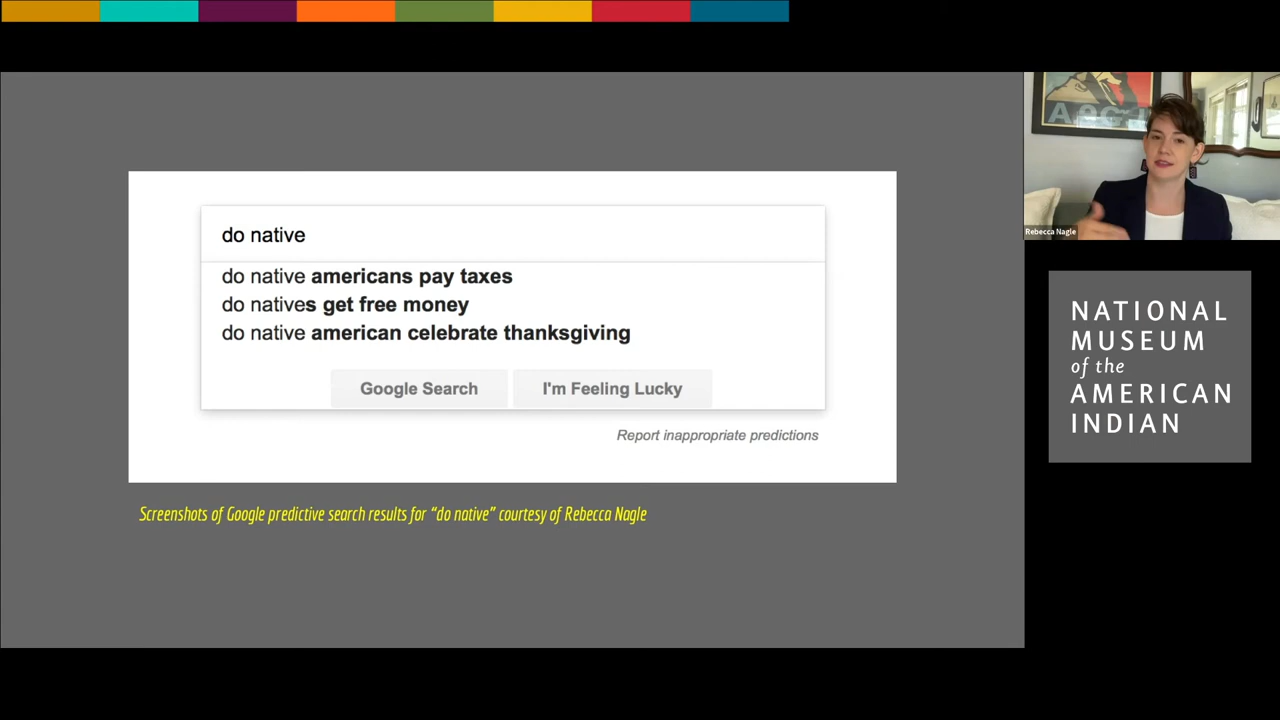 do native
do native americans pay taxes
do natives get free money
do native american celebrate thanksgiving
Google Search
I'm Feeling Lucky
Report inappropriate predictions
Screenshots of Google predictive search results for “do native” courtesy of Rebecca Nagle
Rebecca Nagle
NATIONAL
MUSEUM
of the
AMERICAN
INDIAN